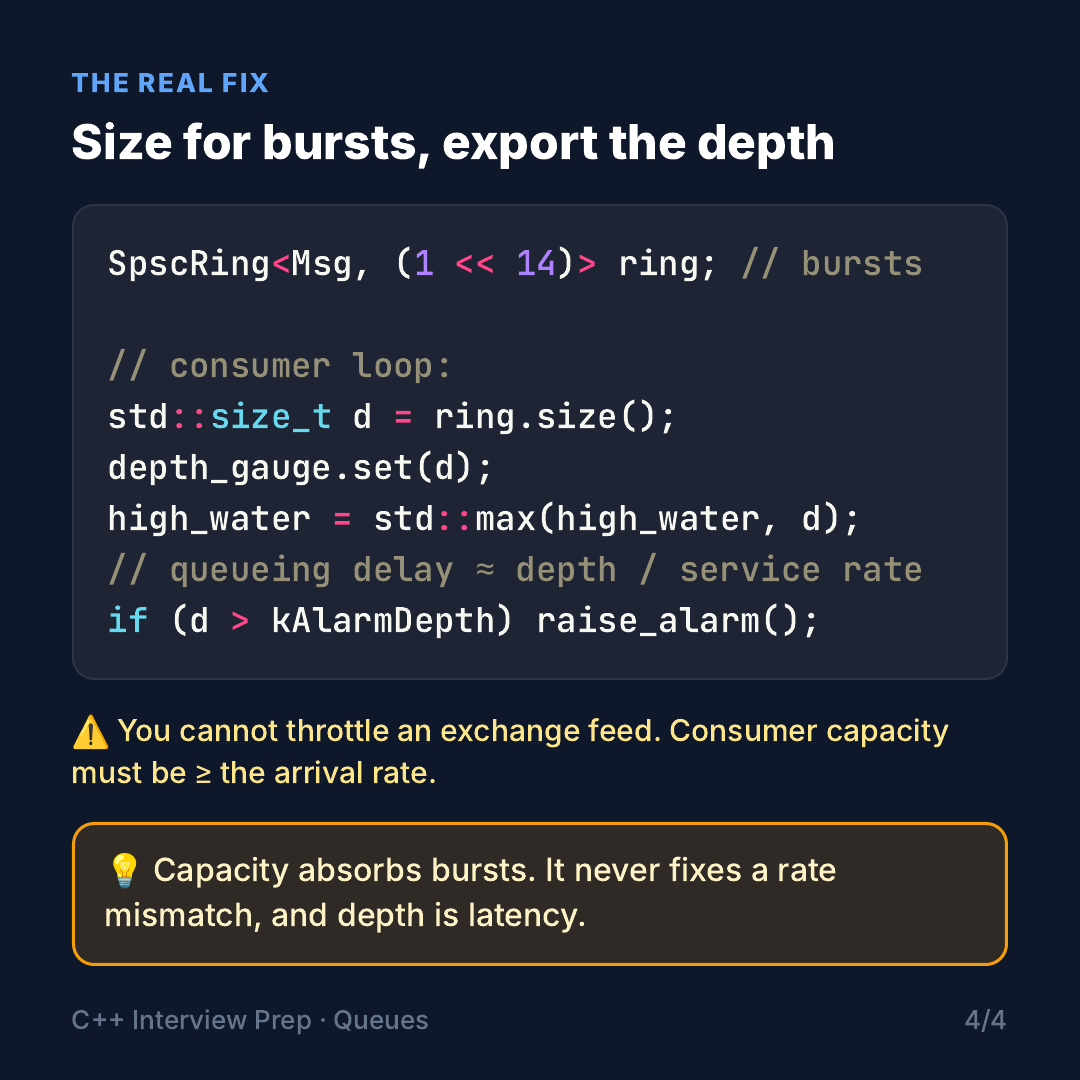 THE REAL FIX
Size for bursts, export the depth
SpscRing<Msg, (1 << 14)> ring; // bursts
// consumer loop:
std::size_t d = ring.size();
depth_gauge.set(d);
high_water = std::max(high_water, d);
// queueing delay ≈ depth / service rate
if (d > kAlarmDepth) raise_alarm();
⚠️ You cannot throttle an exchange feed. Consumer capacity
must be ≥ the arrival rate.
💡 Capacity absorbs bursts. It never fixes a rate
mismatch, and depth is latency.
C++ Interview Prep · Queues
4/4